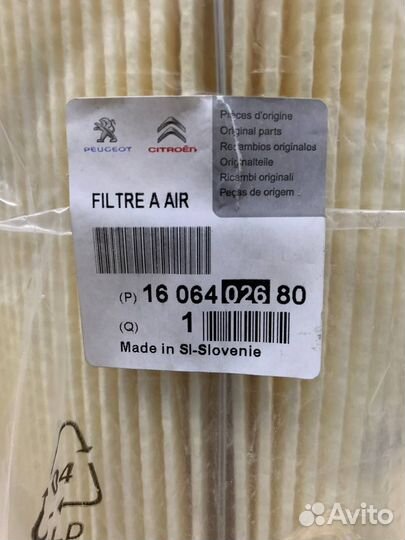 PEUGEOT
CITROËN
Pièces d'origine
Original parts
Recambios originales
Originalteile
Ricambi originali
Peças de origem
FILTRE A AIR
(P) 16 064 026 80
(Q) 1
Made in SI-Slovenie
04
LD
Avito